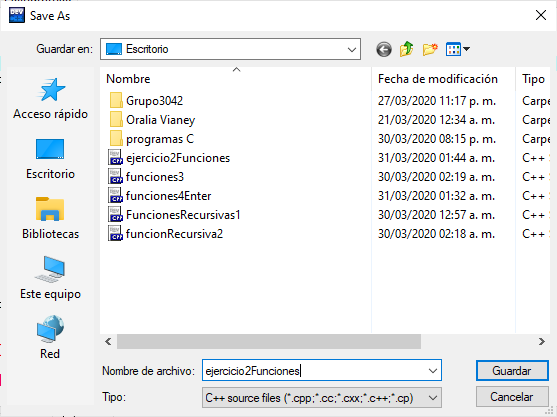 Save As
Guardar en: Escritorio
Nombre Fecha de modificación Tipo
Grupo3042 27/03/2020 11:17 p. m. Carpe
Oralia Vianey 21/03/2020 12:34 a. m. Carpe
programas C 30/03/2020 08:15 p. m. Carpe
ejercicio2Funciones 31/03/2020 01:44 a. m. C++ S
funciones3 30/03/2020 02:19 a. m. C++ S
funciones4Enter 31/03/2020 01:32 a. m. C++ S
FuncionesRecursivas1 30/03/2020 12:57 a. m. C++ S
funcionRecursiva2 30/03/2020 02:18 a. m. C++ S
Acceso rápido
Escritorio
Bibliotecas
Este equipo
Red
Nombre de archivo: ejercicio2Funciones Guardar
Tipo: C++ source files (*.cpp;*.cc;*.cxx;*.c++;*.cp) Cancelar